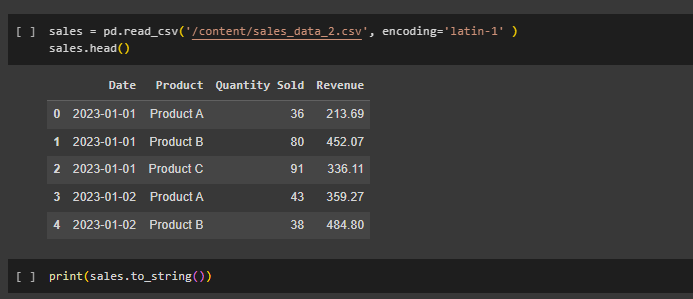 [ ] sales = pd.read_csv('/content/sales_data_2.csv', encoding='latin-1' )
sales.head()
Date Product Quantity Sold Revenue
0 2023-01-01 Product A 36 213.69
1 2023-01-01 Product B 80 452.07
2 2023-01-01 Product C 91 336.11
3 2023-01-02 Product A 43 359.27
4 2023-01-02 Product B 38 484.80
[ ] print(sales.to_string())